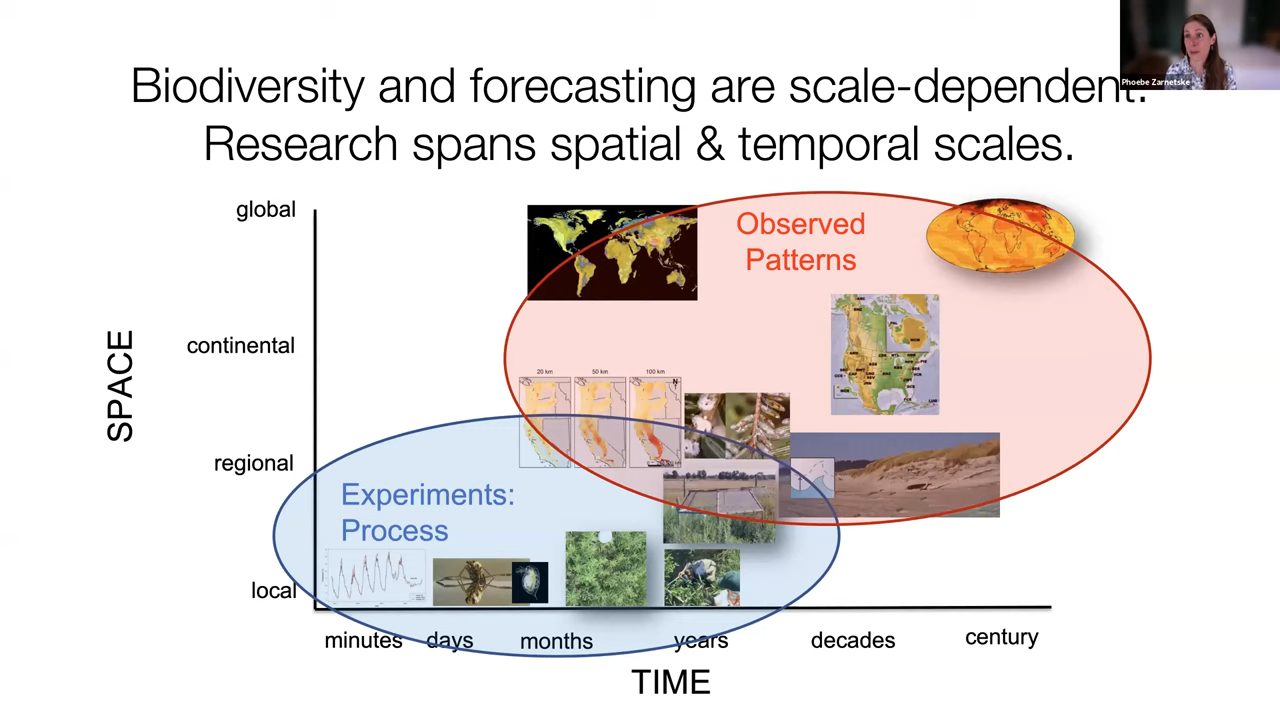 Phoebe Zarnetske
Biodiversity and forecasting are scale-dependent.
Research spans spatial & temporal scales.
SPACE
global
continental
regional
local
Observed
Patterns
20 km
50 km
100 km
N
Experiments:
Process
minutes
days
months
years
decades
century
TIME